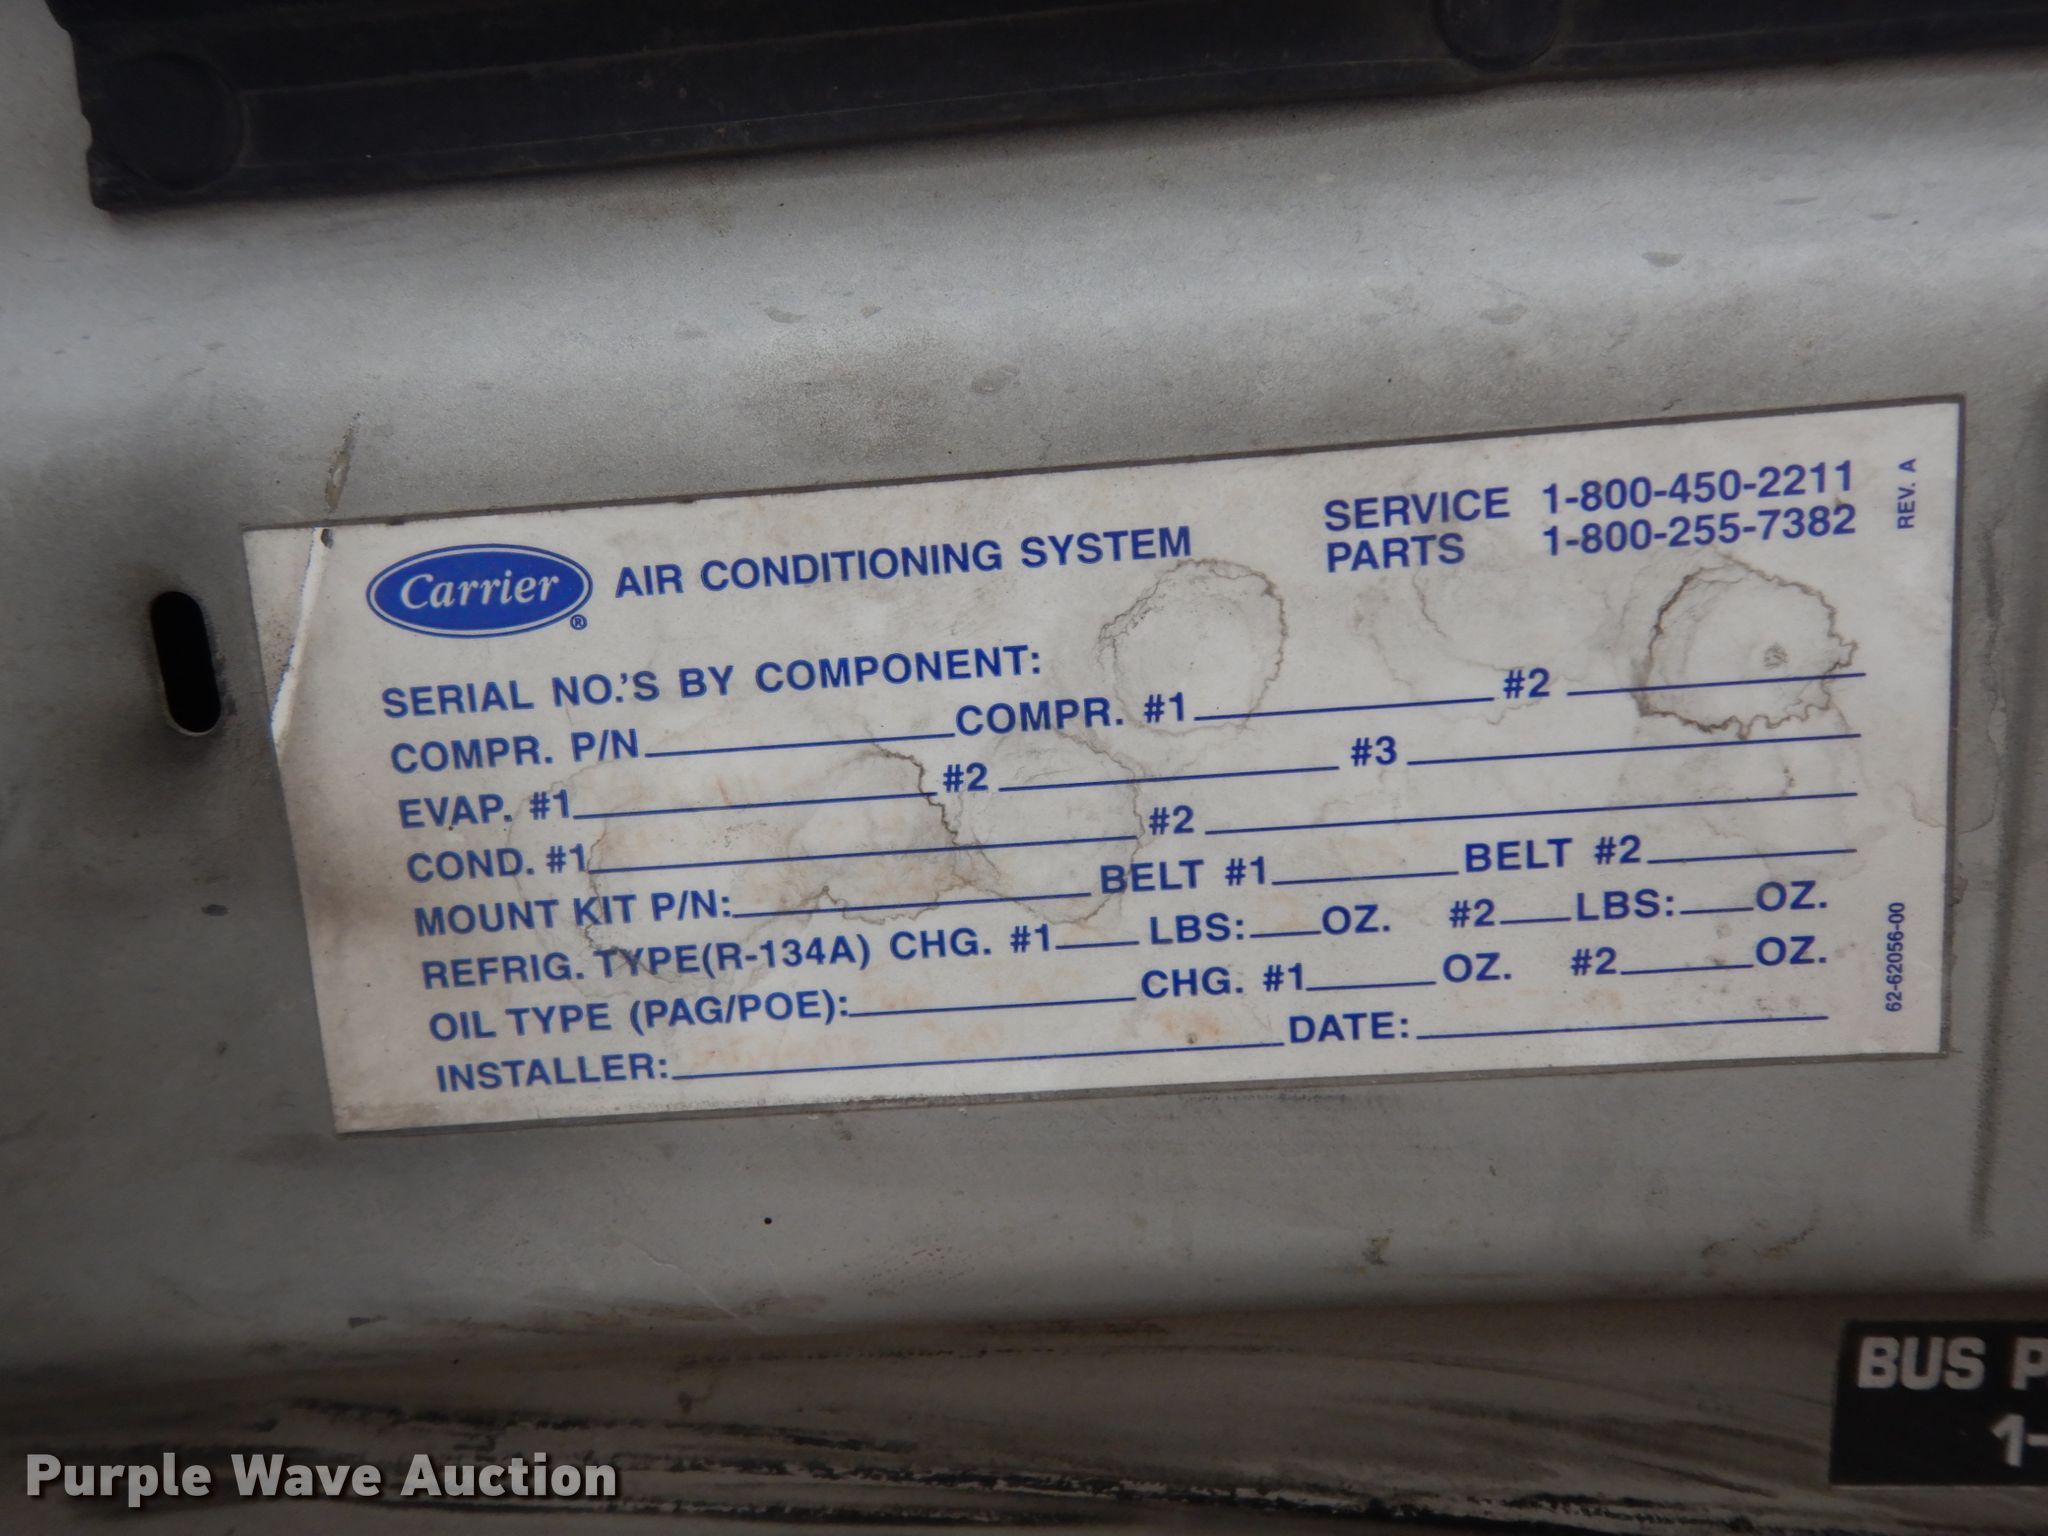 Carrier® AIR CONDITIONING SYSTEM
SERVICE 1-800-450-2211
PARTS 1-800-255-7382
REV. A
SERIAL NO.'S BY COMPONENT:
COMPR. P/N COMPR. #1 #2
EVAP. #1 #2 #3
COND. #1 #2
MOUNT KIT P/N: BELT #1 BELT #2
REFRIG. TYPE(R-134A) CHG. #1 LBS: OZ. #2 LBS: OZ.
OIL TYPE (PAG/POE): CHG. #1 OZ. #2 OZ.
INSTALLER: DATE:
62-62056-00
BUS P
1-
Purple Wave Auction